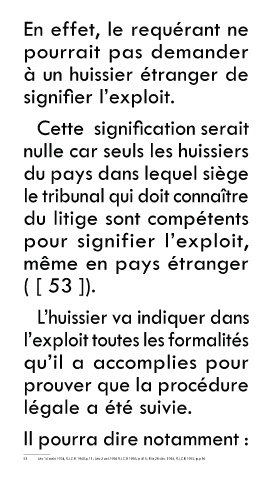 En effet, le requérant ne
pourrait pas demander
à un huissier étranger de
signifier l'exploit.
Cette signification serait
nulle car seuls les huissiers
du pays dans lequel siège
le tribunal qui doit connaître
du litige sont compétents
pour signifier l'exploit,
même en pays étranger
( [ 53 ]).
L'huissier va indiquer dans
l'exploit toutes les formalités
qu'il a accomplies pour
prouver que la procédure
légale a été suivie.
Il pourra dire notamment :